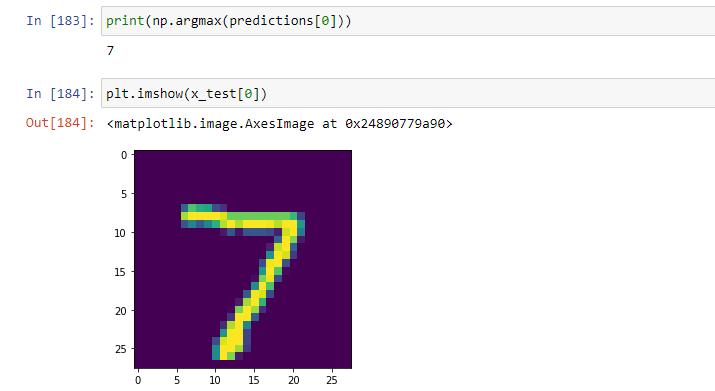 In [183]: print(np.argmax(predictions[0]))
7
In [184]: plt.imshow(x_test[0])
Out[184]: <matplotlib.image.AxesImage at 0x24890779a90>
0
5
10
15
20
25
7
0 5 10 15 20 25